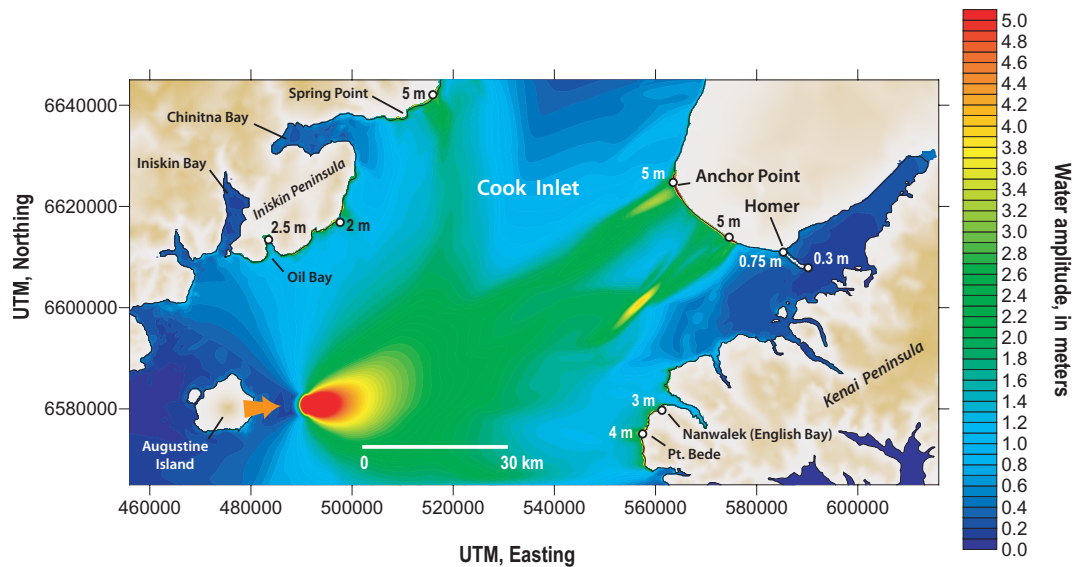 6640000
6620000
6600000
6580000
UTM, Northing
Spring Point
5 m
Chinitna Bay
Iniskin Bay
Iniskin Peninsula
2.5 m
2 m
Oil Bay
Cook Inlet
5 m
Anchor Point
5 m
Homer
0.75 m
0.3 m
Kenai Peninsula
3 m
Nanwalek (English Bay)
4 m
Pt. Bede
Augustine
Island
0
30 km
460000
480000
500000
520000
540000
560000
580000
600000
UTM, Easting
5.0
4.8
4.6
4.4
4.2
4.0
3.8
3.6
3.4
3.2
3.0
2.8
2.6
2.4
2.2
2.0
1.8
1.6
1.4
1.2
1.0
0.8
0.6
0.4
0.2
0.0
Water amplitude, in meters